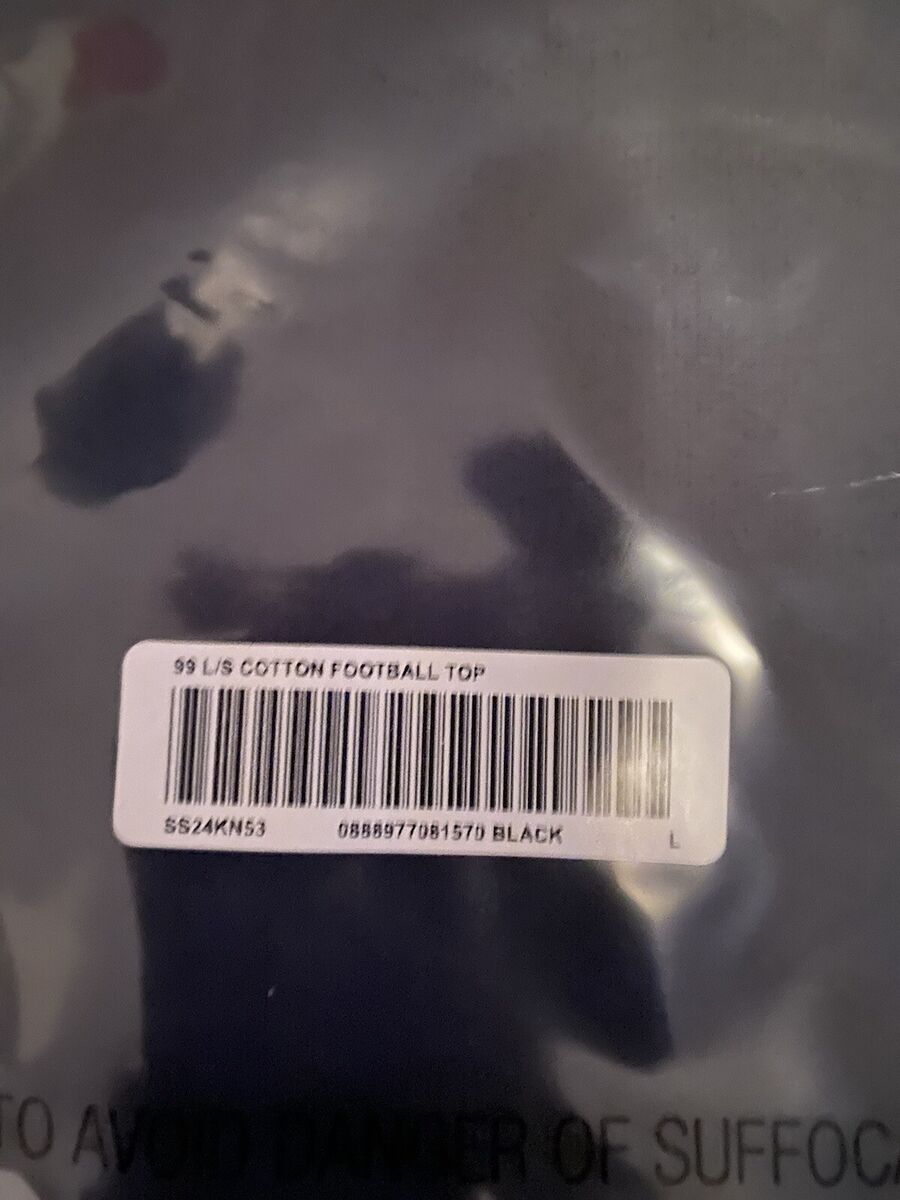 99 L/S COTTON FOOTBALL TOP
SS24KN53 0888977081570 BLACK L
TO AVOID DANGER OF SUFFOCA